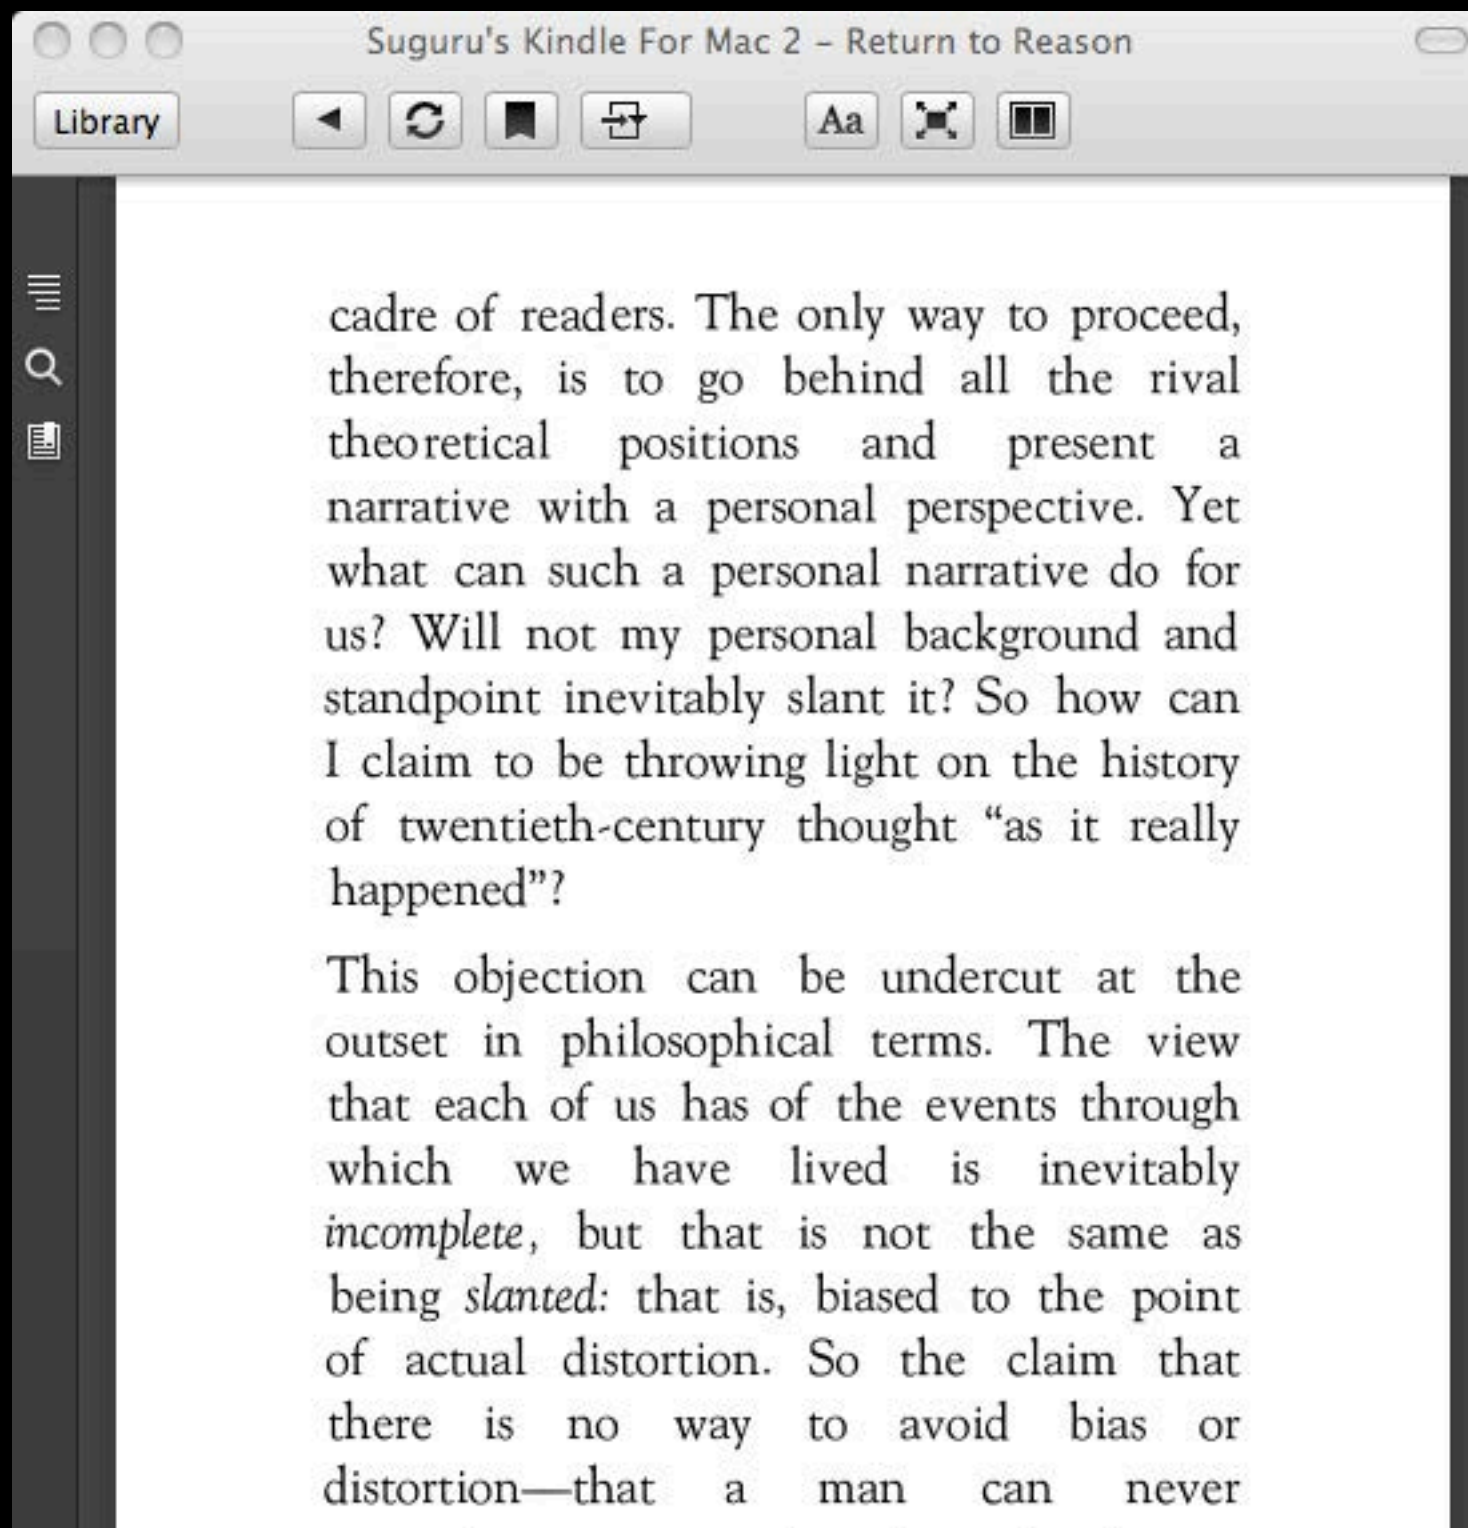 Suguru's Kindle For Mac 2 – Return to Reason
Library
Aa
cadre of readers. The only way to proceed,
therefore, is to go behind all the rival
theoretical positions and present a
narrative with a personal perspective. Yet
what can such a personal narrative do for
us? Will not my personal background and
standpoint inevitably slant it? So how can
I claim to be throwing light on the history
of twentieth-century thought “as it really
happened”?
This objection can be undercut at the
outset in philosophical terms. The view
that each of us has of the events through
which we have lived is inevitably
incomplete, but that is not the same as
being slanted: that is, biased to the point
of actual distortion. So the claim that
there is no way to avoid bias or
distortion—that a man can never